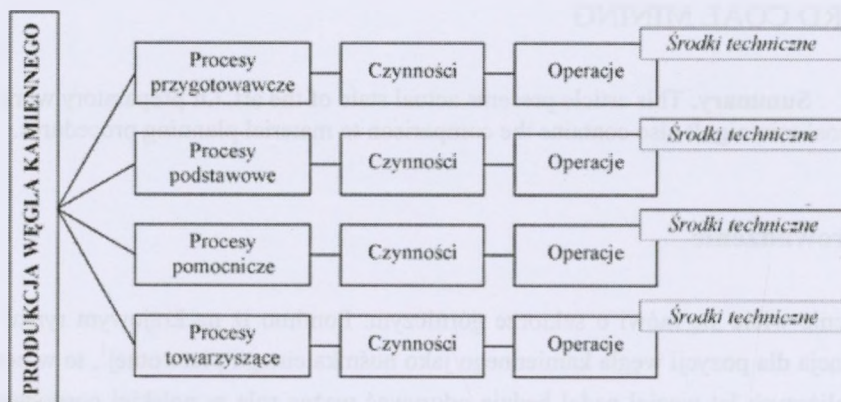 PRODUKCJA WĘGLA KAMIENNEGO
Procesy
przygotowawcze
Czynności
Operacje
Środki techniczne
Procesy
podstawowe
Czynności
Operacje
Środki techniczne
Procesy
pomocnicze
Czynności
Operacje
Środki techniczne
Procesy
towarzyszące
Czynności
Operacje
Środki techniczne